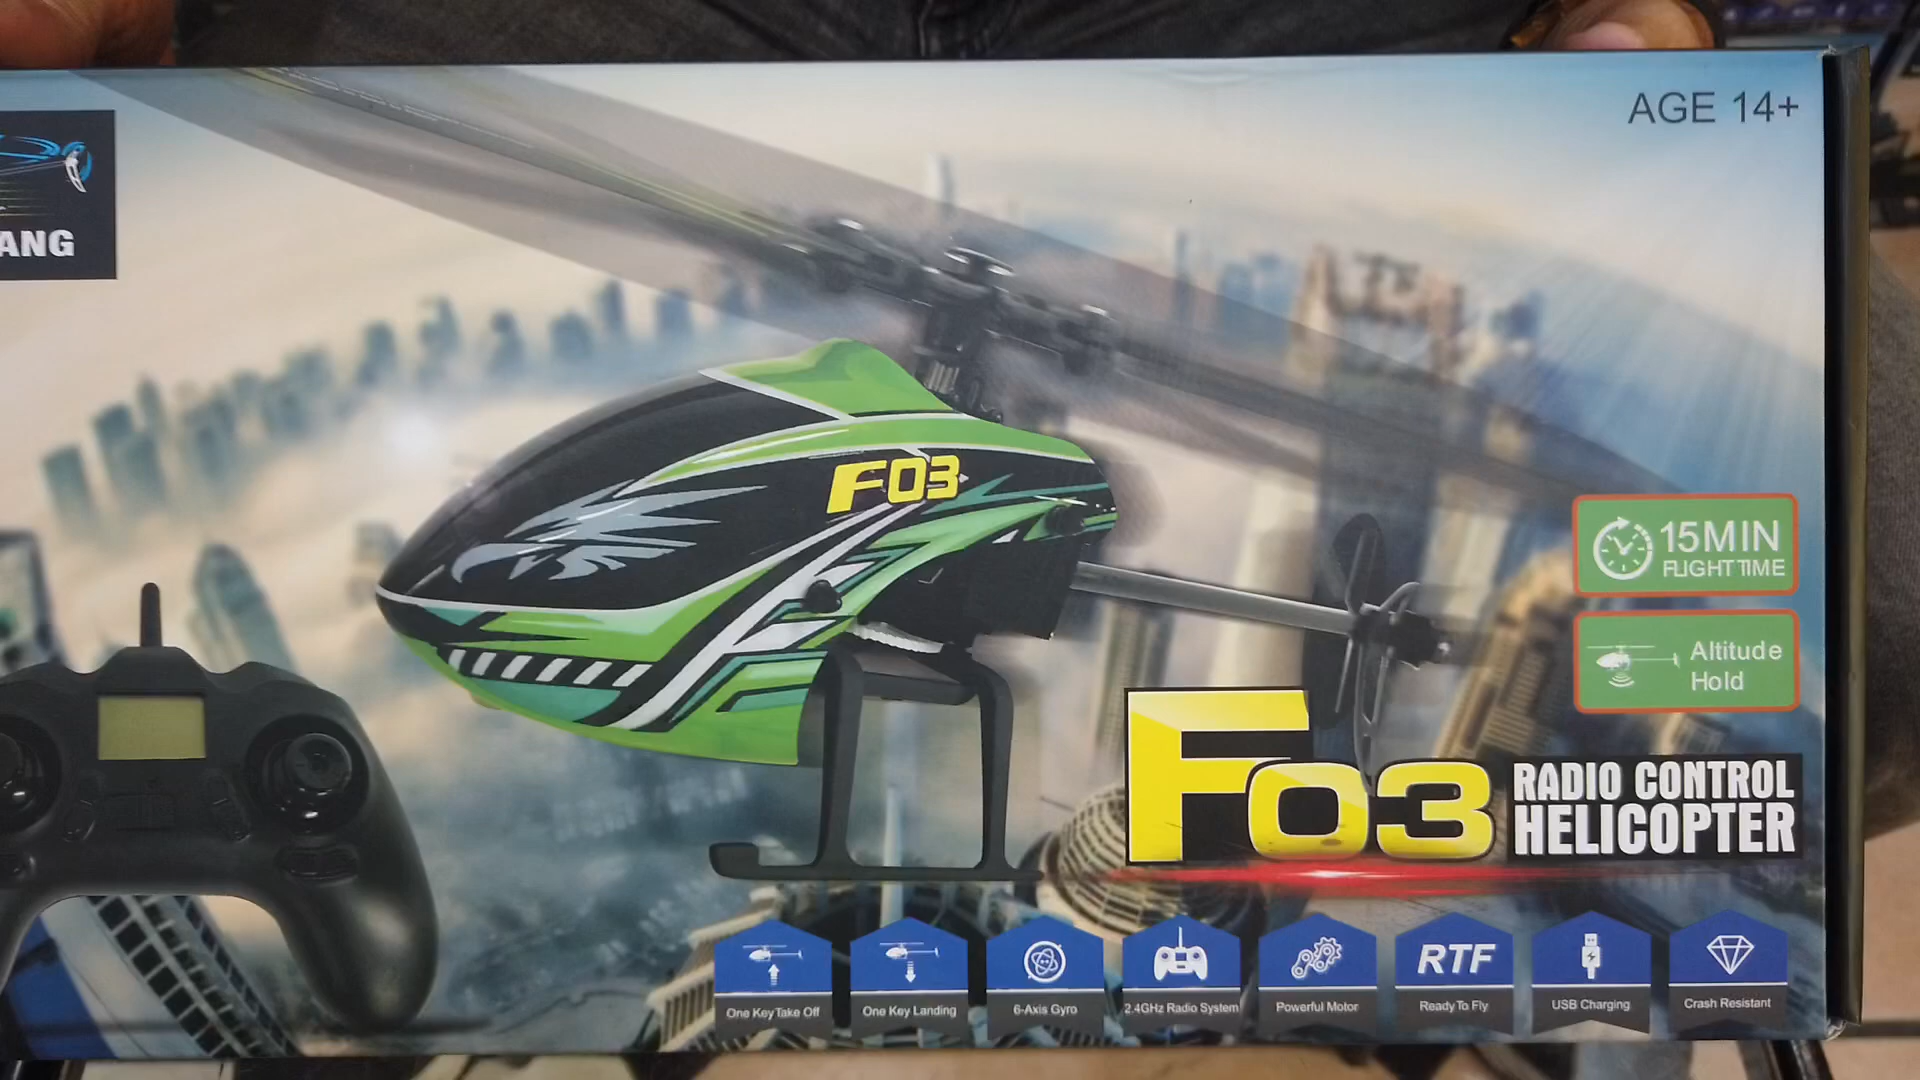 AGE 14+
ANG
F03
15MIN
FLIGHT TIME
Altitude
Hold
F03
RADIO CONTROL
HELICOPTER
RTF
One Key Take Off
One Key Landing
6-Axis Gyro
2.4GHz Radio System
Powerful Motor
Ready To Fly
USB Charging
Crash Resistant